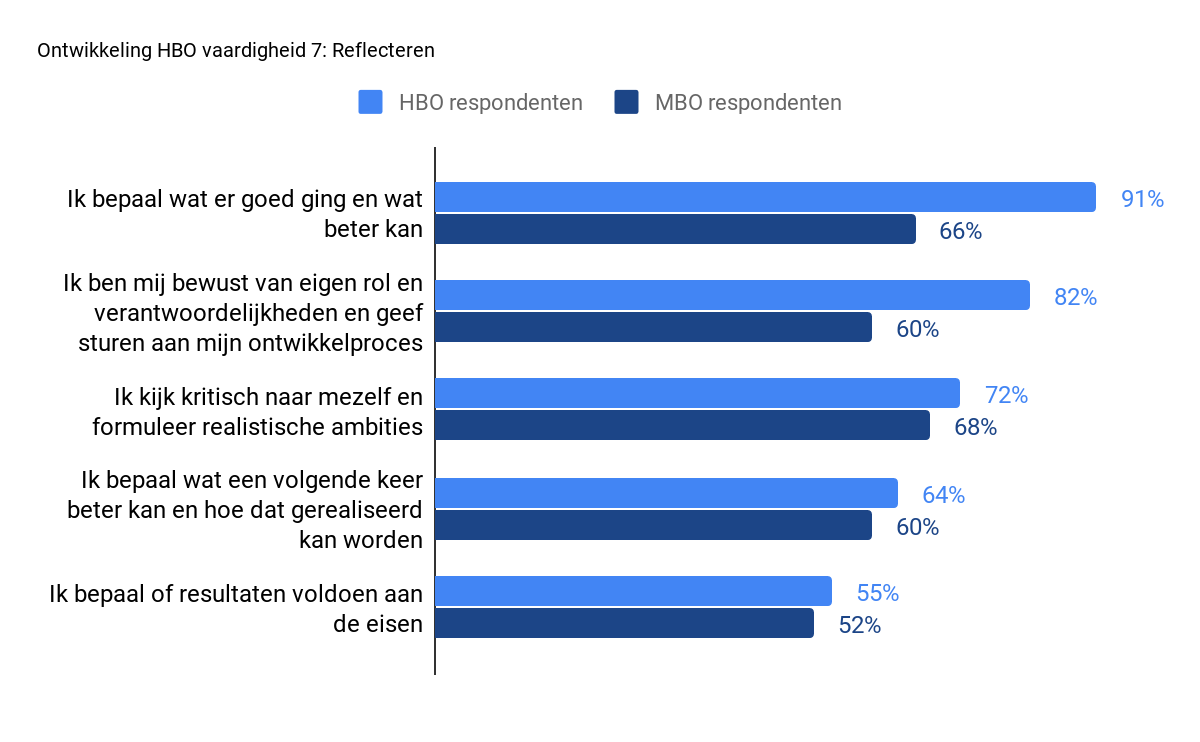 Ontwikkeling HBO vaardigheid 7: Reflecteren
HBO respondenten
MBO respondenten
Ik bepaal wat er goed ging en wat
beter kan
91%
66%
Ik ben mij bewust van eigen rol en
verantwoordelijkheden en geef
sturen aan mijn ontwikkelproces
82%
60%
Ik kijk kritisch naar mezelf en
formuleer realistische ambities
72%
68%
Ik bepaal wat een volgende keer
beter kan en hoe dat gerealiseerd
kan worden
64%
60%
Ik bepaal of resultaten voldoen aan
de eisen
55%
52%